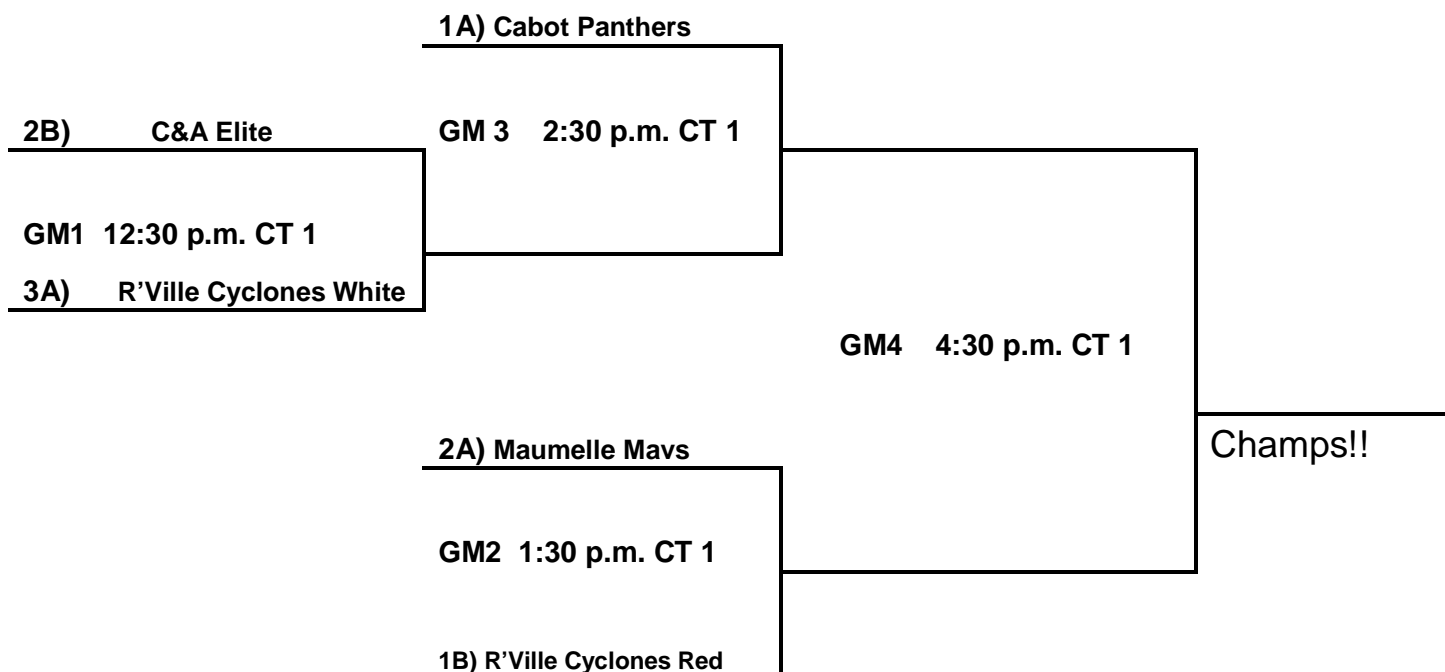 1A) Cabot Panthers
2B) C&A Elite
GM 3 2:30 p.m. CT 1
GM1 12:30 p.m. CT 1
3A) R’Ville Cyclones White
GM4 4:30 p.m. CT 1
2A) Maumelle Mavs
Champs!!
GM2 1:30 p.m. CT 1
1B) R’Ville Cyclones Red